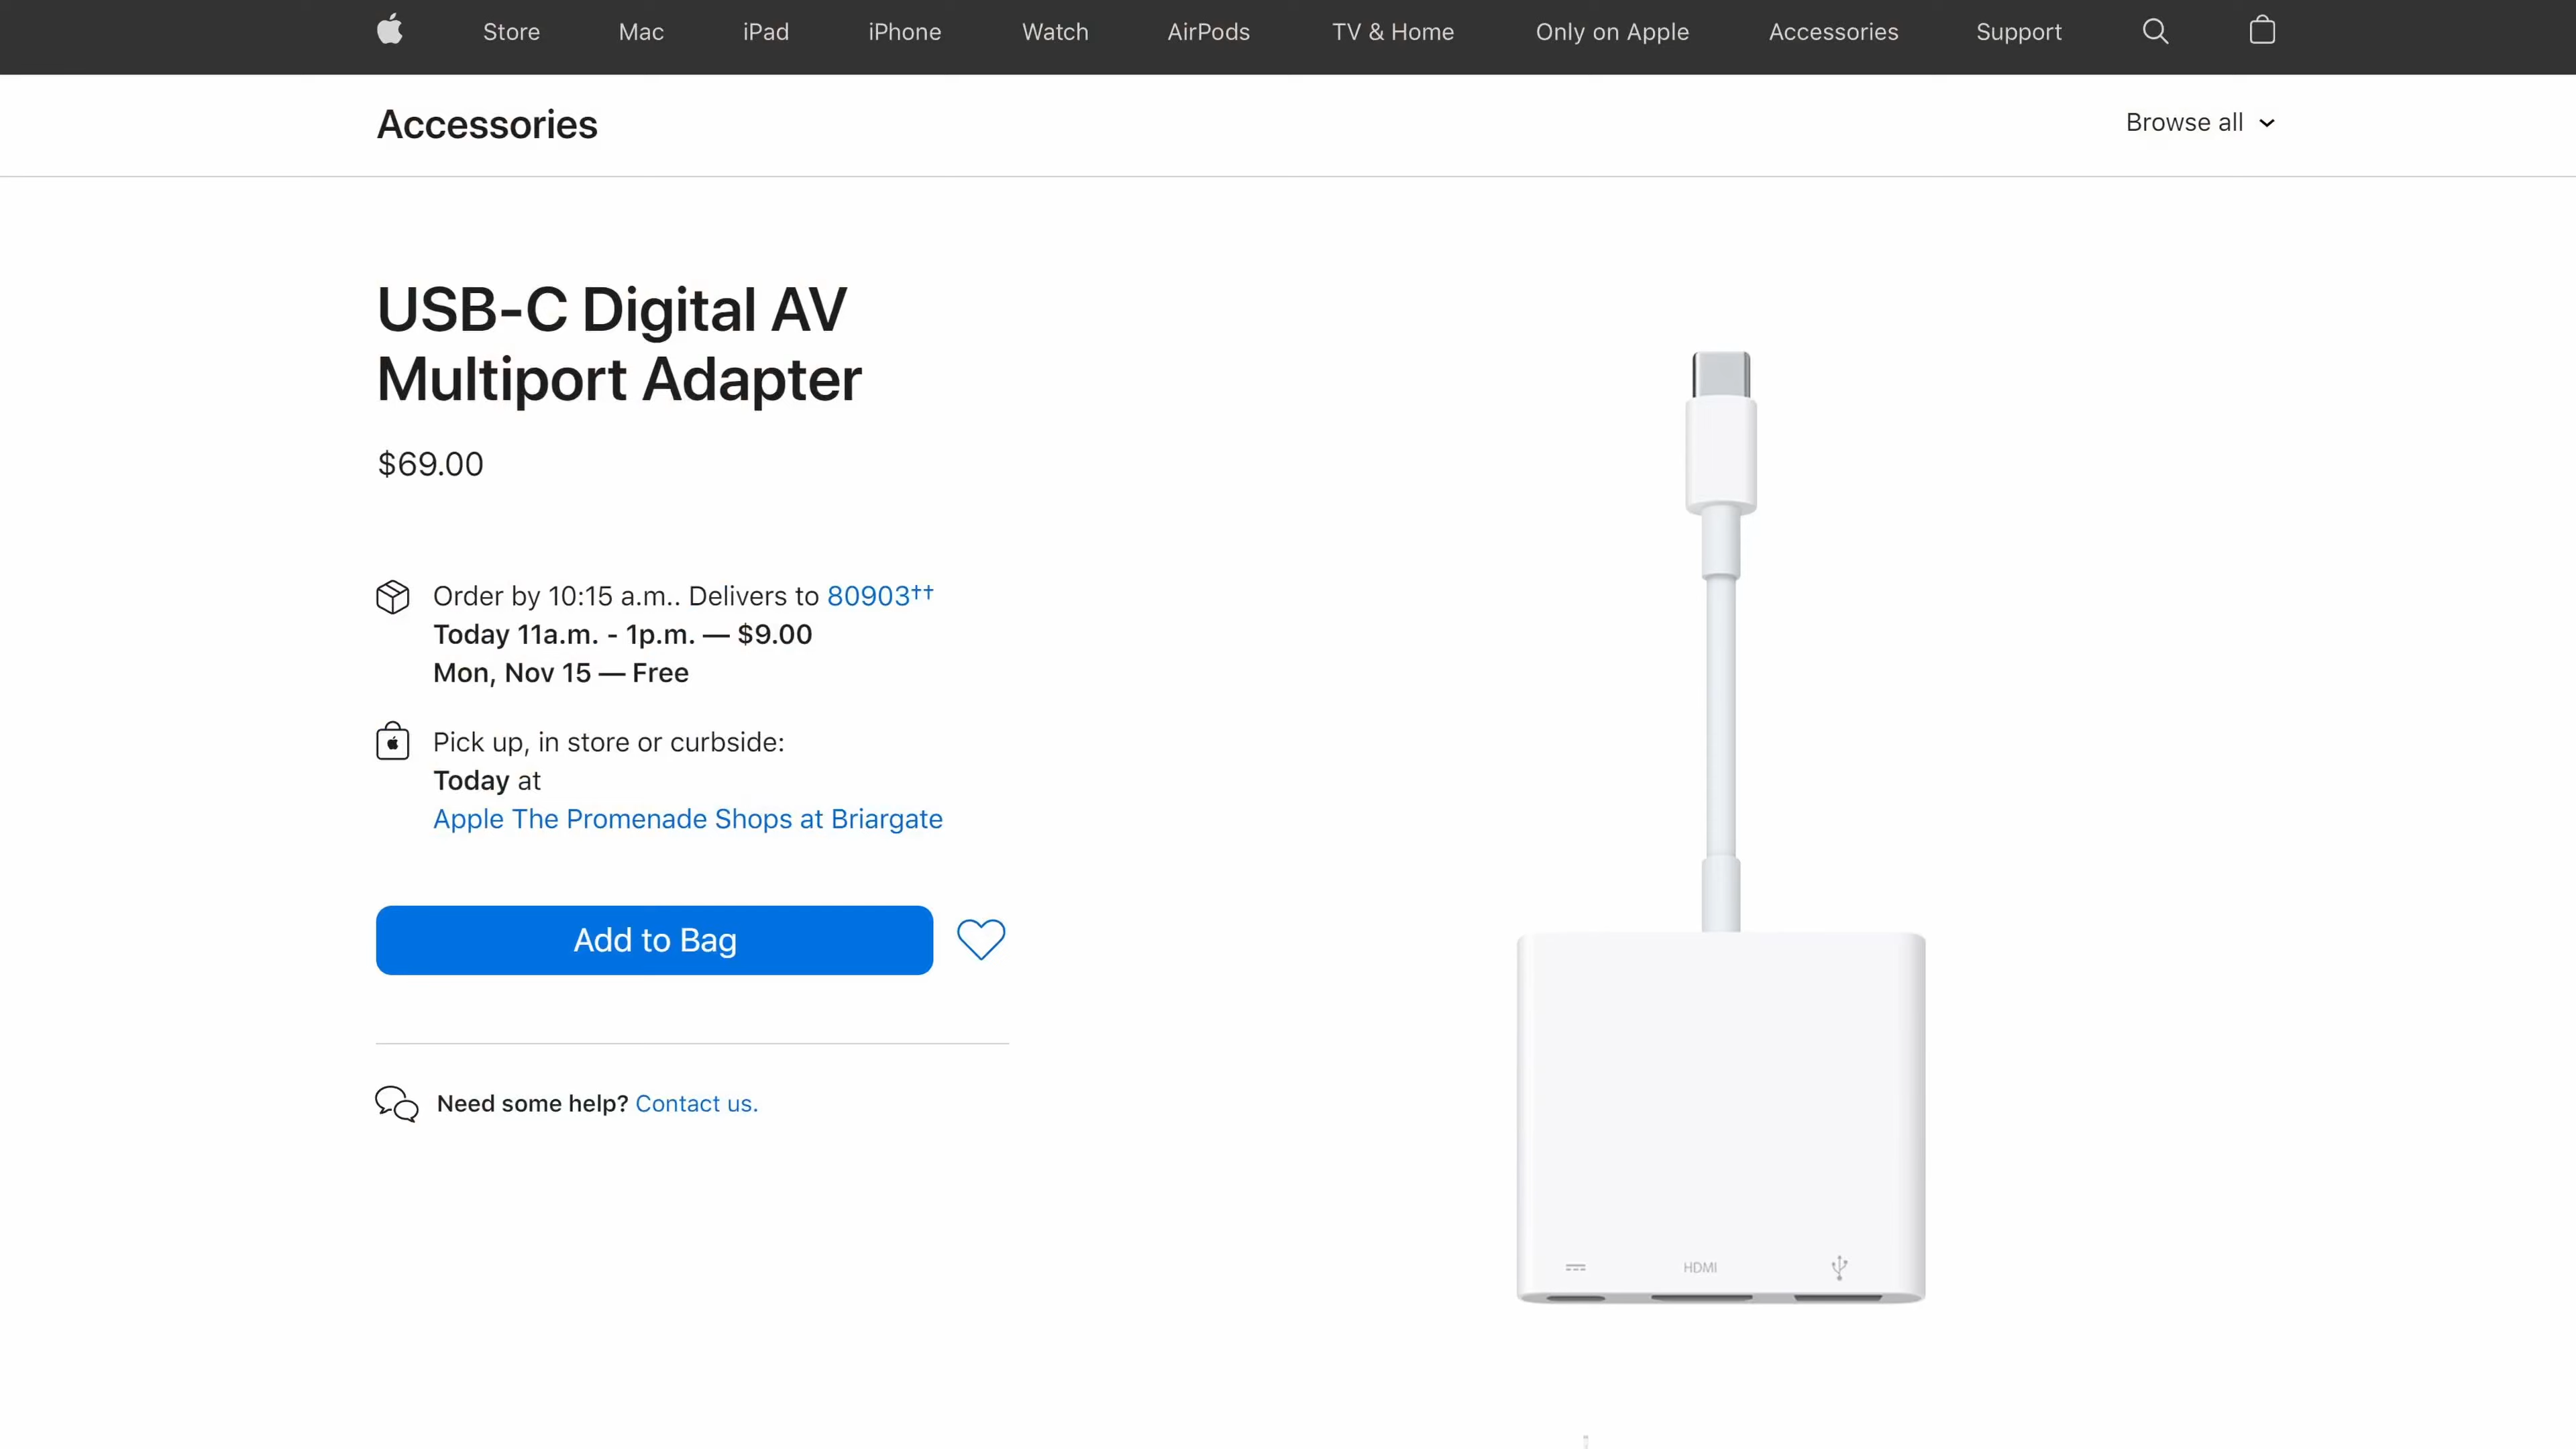 Store Mac iPad iPhone Watch AirPods TV & Home Only on Apple Accessories Support
Accessories
Browse all
USB-C Digital AV
Multiport Adapter
$69.00
Order by 10:15 a.m.. Delivers to 80903††
Today 11a.m. - 1p.m. — $9.00
Mon, Nov 15 — Free
Pick up, in store or curbside:
Today at
Apple The Promenade Shops at Briargate
Add to Bag
Need some help? Contact us.
HDMI